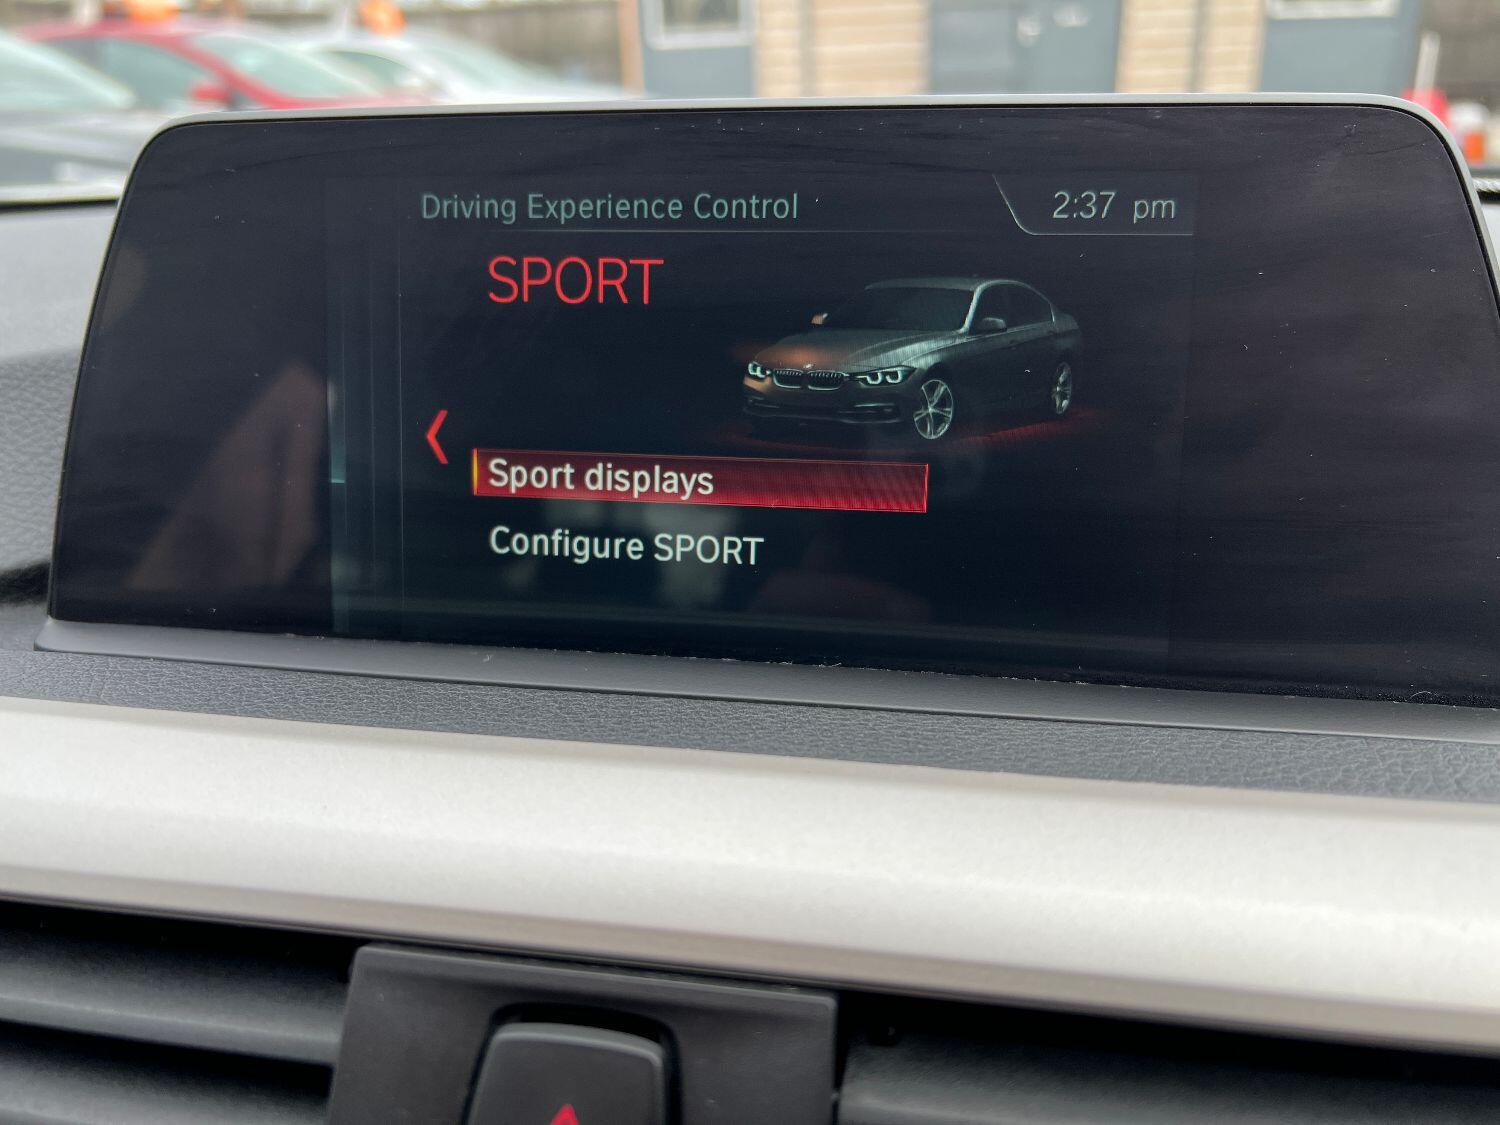 Driving Experience Control
2:37 pm
SPORT
Sport displays
Configure SPORT